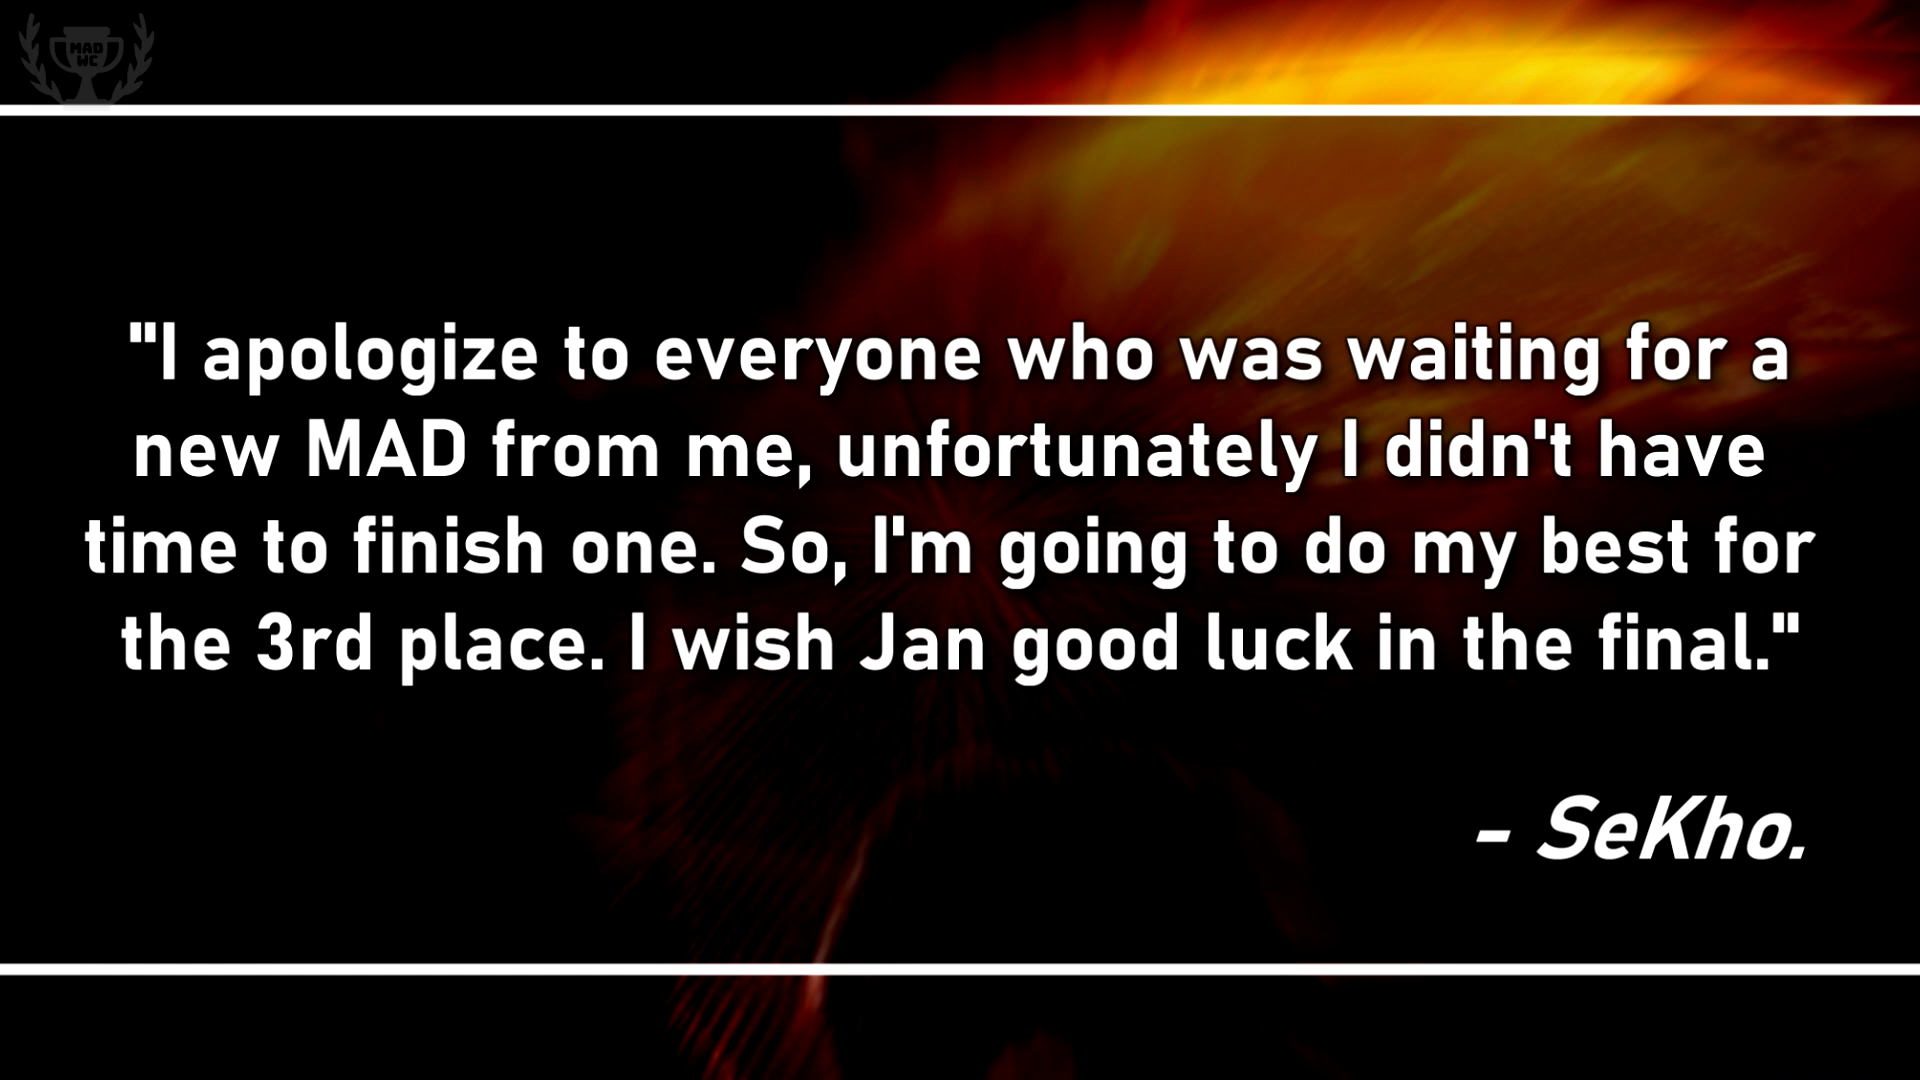 MAD
WC
"I apologize to everyone who was waiting for a
new MAD from me, unfortunately I didn't have
time to finish one. So, I'm going to do my best for
the 3rd place. I wish Jan good luck in the final."
- SeKho.